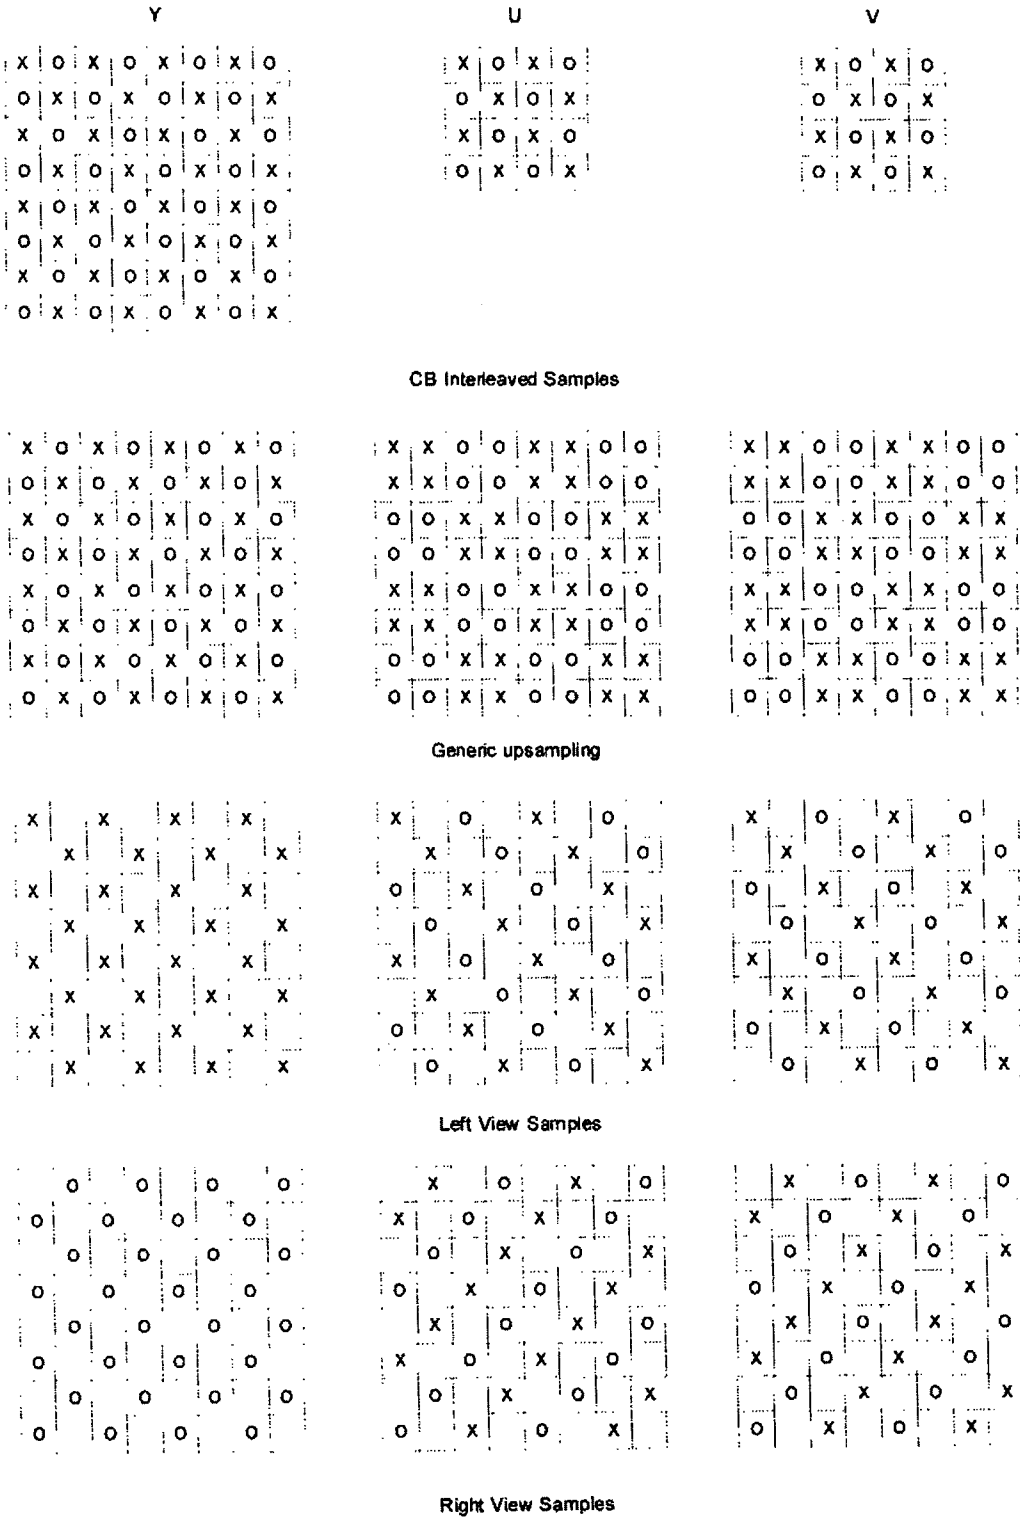 Y U V
X O X O X O X O X O X O X O X O
O X O X O X O X O X O X O X O X
X O X O X O X O X O X O X O X O
O X O X O X O X O X O X O X O X
X O X O X O X O
O X O X O X O X
X O X O X O X O
O X O X O X O X
CB Interleaved Samples
X O X O X O X O X X O O X X O O X X O O X X O O
O X O X O X O X X X O O X X O O X X O O X X O O
X O X O X O X O O O X X O O X X O O X X O O X X
O X O X O X O X O O X X O O X X O O X X O O X X
X O X O X O X O X X O O X X O O X X O O X X O O
O X O X O X O X X X O O X X O O X X O O X X O O
X O X O X O X O O O X X O O X X O O X X O O X X
O X O X O X O X O O X X O O X X O O X X O O X X
Generic upsampling
X X X X X O X O X O X O
X X X X X O X O X O X O
X X X X O X O X O X O X
X X X X O X O X O X O X
X X X X X O X O X O X O
X X X X X O X O X O X O
X X X X O X O X O X O X
X X X X O X O X O X O X
Left View Samples
O O O O X O X O X O X O
O O O O X O X O X O X O
O O O O O X O X O X O X
O O O O O X O X O X O X
O O O O X O X O X O X O
O O O O X O X O X O X O
O O O O O X O X O X O X
O O O O O X O X O X O X
Right View Samples